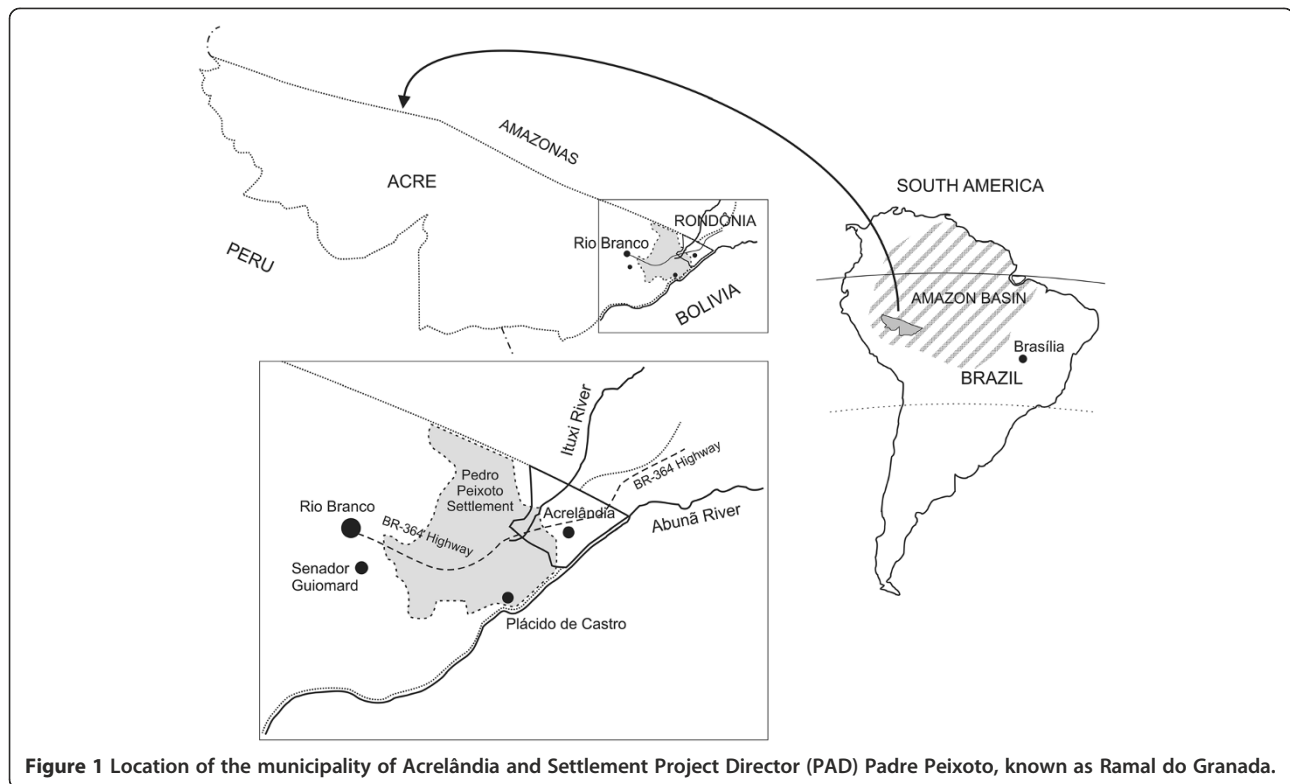 AMAZONAS
ACRE
PERU
RONDÔNIA
Rio Branco
BOLIVIA
SOUTH AMERICA
AMAZON BASIN
Brasília
BRAZIL
Ituxi River
Pedro
Peixoto
Settlement
BR-364 Highway
Rio Branco
Acrelândia
Abunã River
BR-364 Highway
Senador
Guiomard
Plácido de Castro
Figure 1 Location of the municipality of Acrelândia and Settlement Project Director (PAD) Padre Peixoto, known as Ramal do Granada.